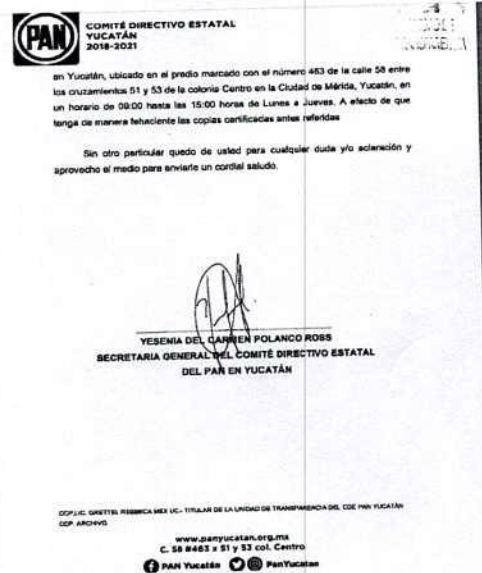 PAN
COMITÉ DIRECTIVO ESTATAL
YUCATÁN
2018-2021
en Yucatán, ubicado en el predio marcado con el número 463 de la calle 58 entre
los cruzamientos 51 y 53 de la colonia Centro en la Ciudad de Mérida, Yucatán, en
un horario de 09:00 hasta las 15:00 horas de Lunes a Jueves. A efecto de que
tenga de manera fehaciente las copias certificadas antes referidas
Sin otro particular quedo de usted para cualquier duda y/o aclaración y
aprovecho el medio para enviarle un cordial saludo.
YESENIA DEL CARMEN POLANCO ROSS
SECRETARIA GENERAL DEL COMITÉ DIRECTIVO ESTATAL
DEL PAN EN YUCATÁN
CCP.LIC. GRETTEL REBBECA MEX UC.- TITULAR DE LA UNIDAD DE TRANSPARENCIA DEL CDE PAN YUCATÁN
CCP. ARCHIVO
www.panyucatan.org.mx
C. 58 #463 x 51 y 53 col. Centro
PAN Yucatán PanYucatan